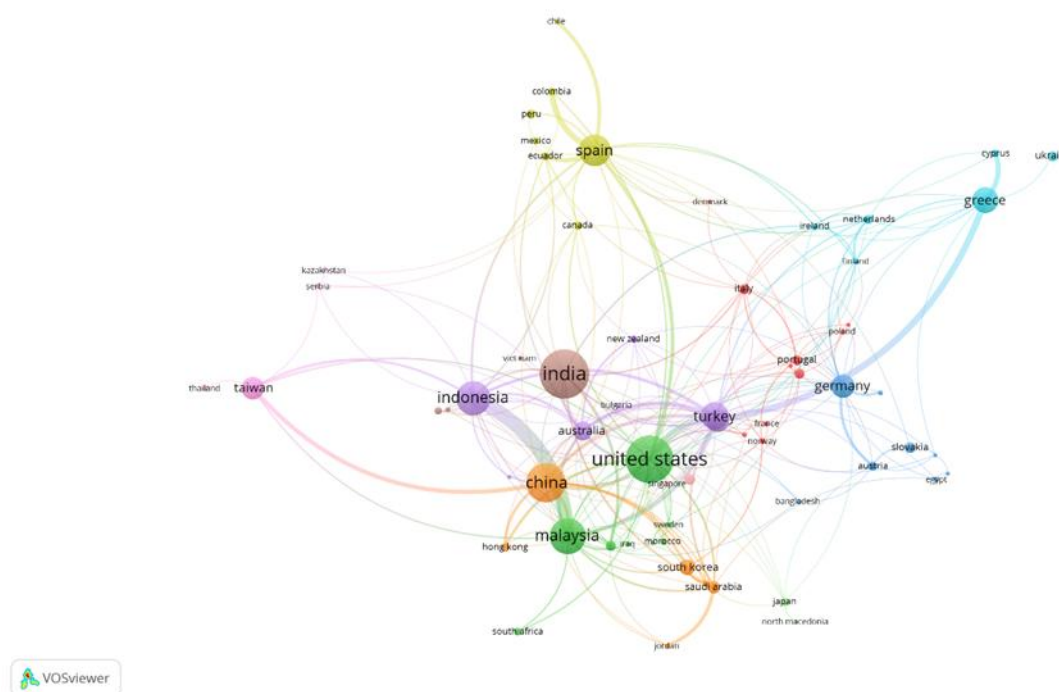 chile
colombia
peru
mexico
ecuador
spain
cyprus
ukrai
greece
denmark
netherlands
ireland
canada
finland
kazakhstan
serbia
italy
poland
new zealand
vietnam
portugal
thailand
taiwan
india
germany
indonesia
bulgaria
turkey
australia
france
norway
slovakia
united states
austria
egypt
china
singapore
bangladesh
sweden
malaysia
iraq
morocco
hong kong
south korea
saudi arabia
japan
north macedonia
south africa
jordan
VOSviewer